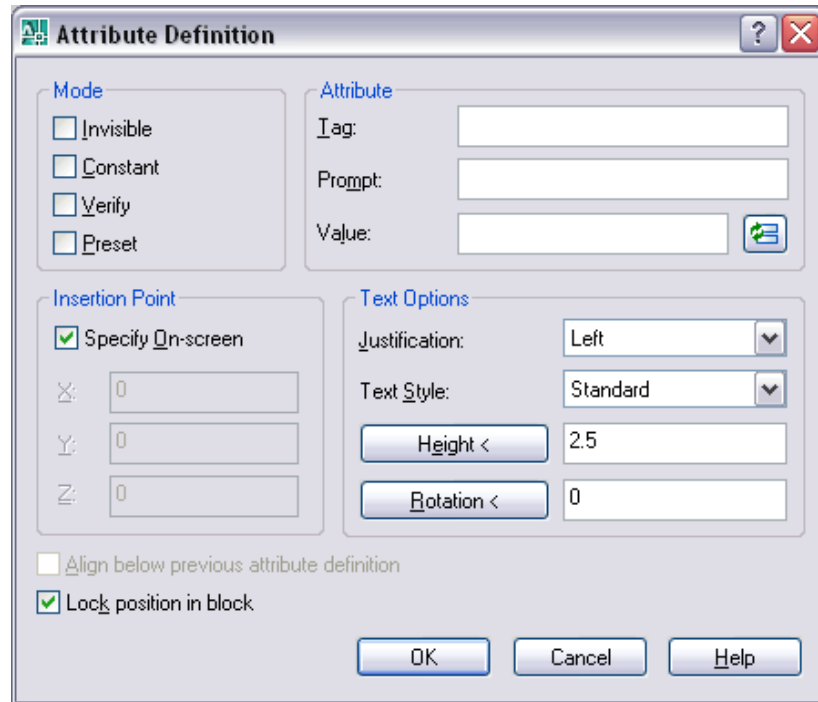 Attribute Definition
Mode
Invisible
Constant
Verify
Preset
Attribute
Tag:
Prompt:
Value:
Insertion Point
Specify On-screen
X: 0
Y: 0
Z: 0
Text Options
Justification: Left
Text Style: Standard
Height < 2.5
Rotation < 0
Align below previous attribute definition
Lock position in block
OK Cancel Help